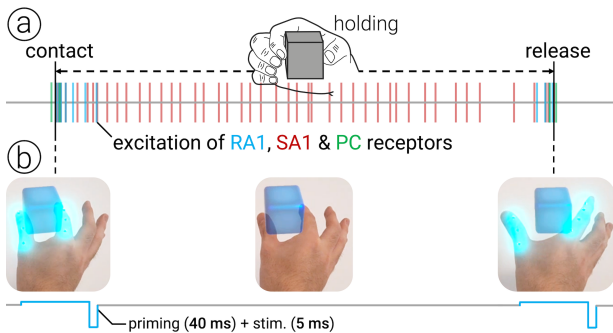 a
holding
contact
release
excitation of RA1, SA1 & PC receptors
b
priming (40 ms) + stim. (5 ms)